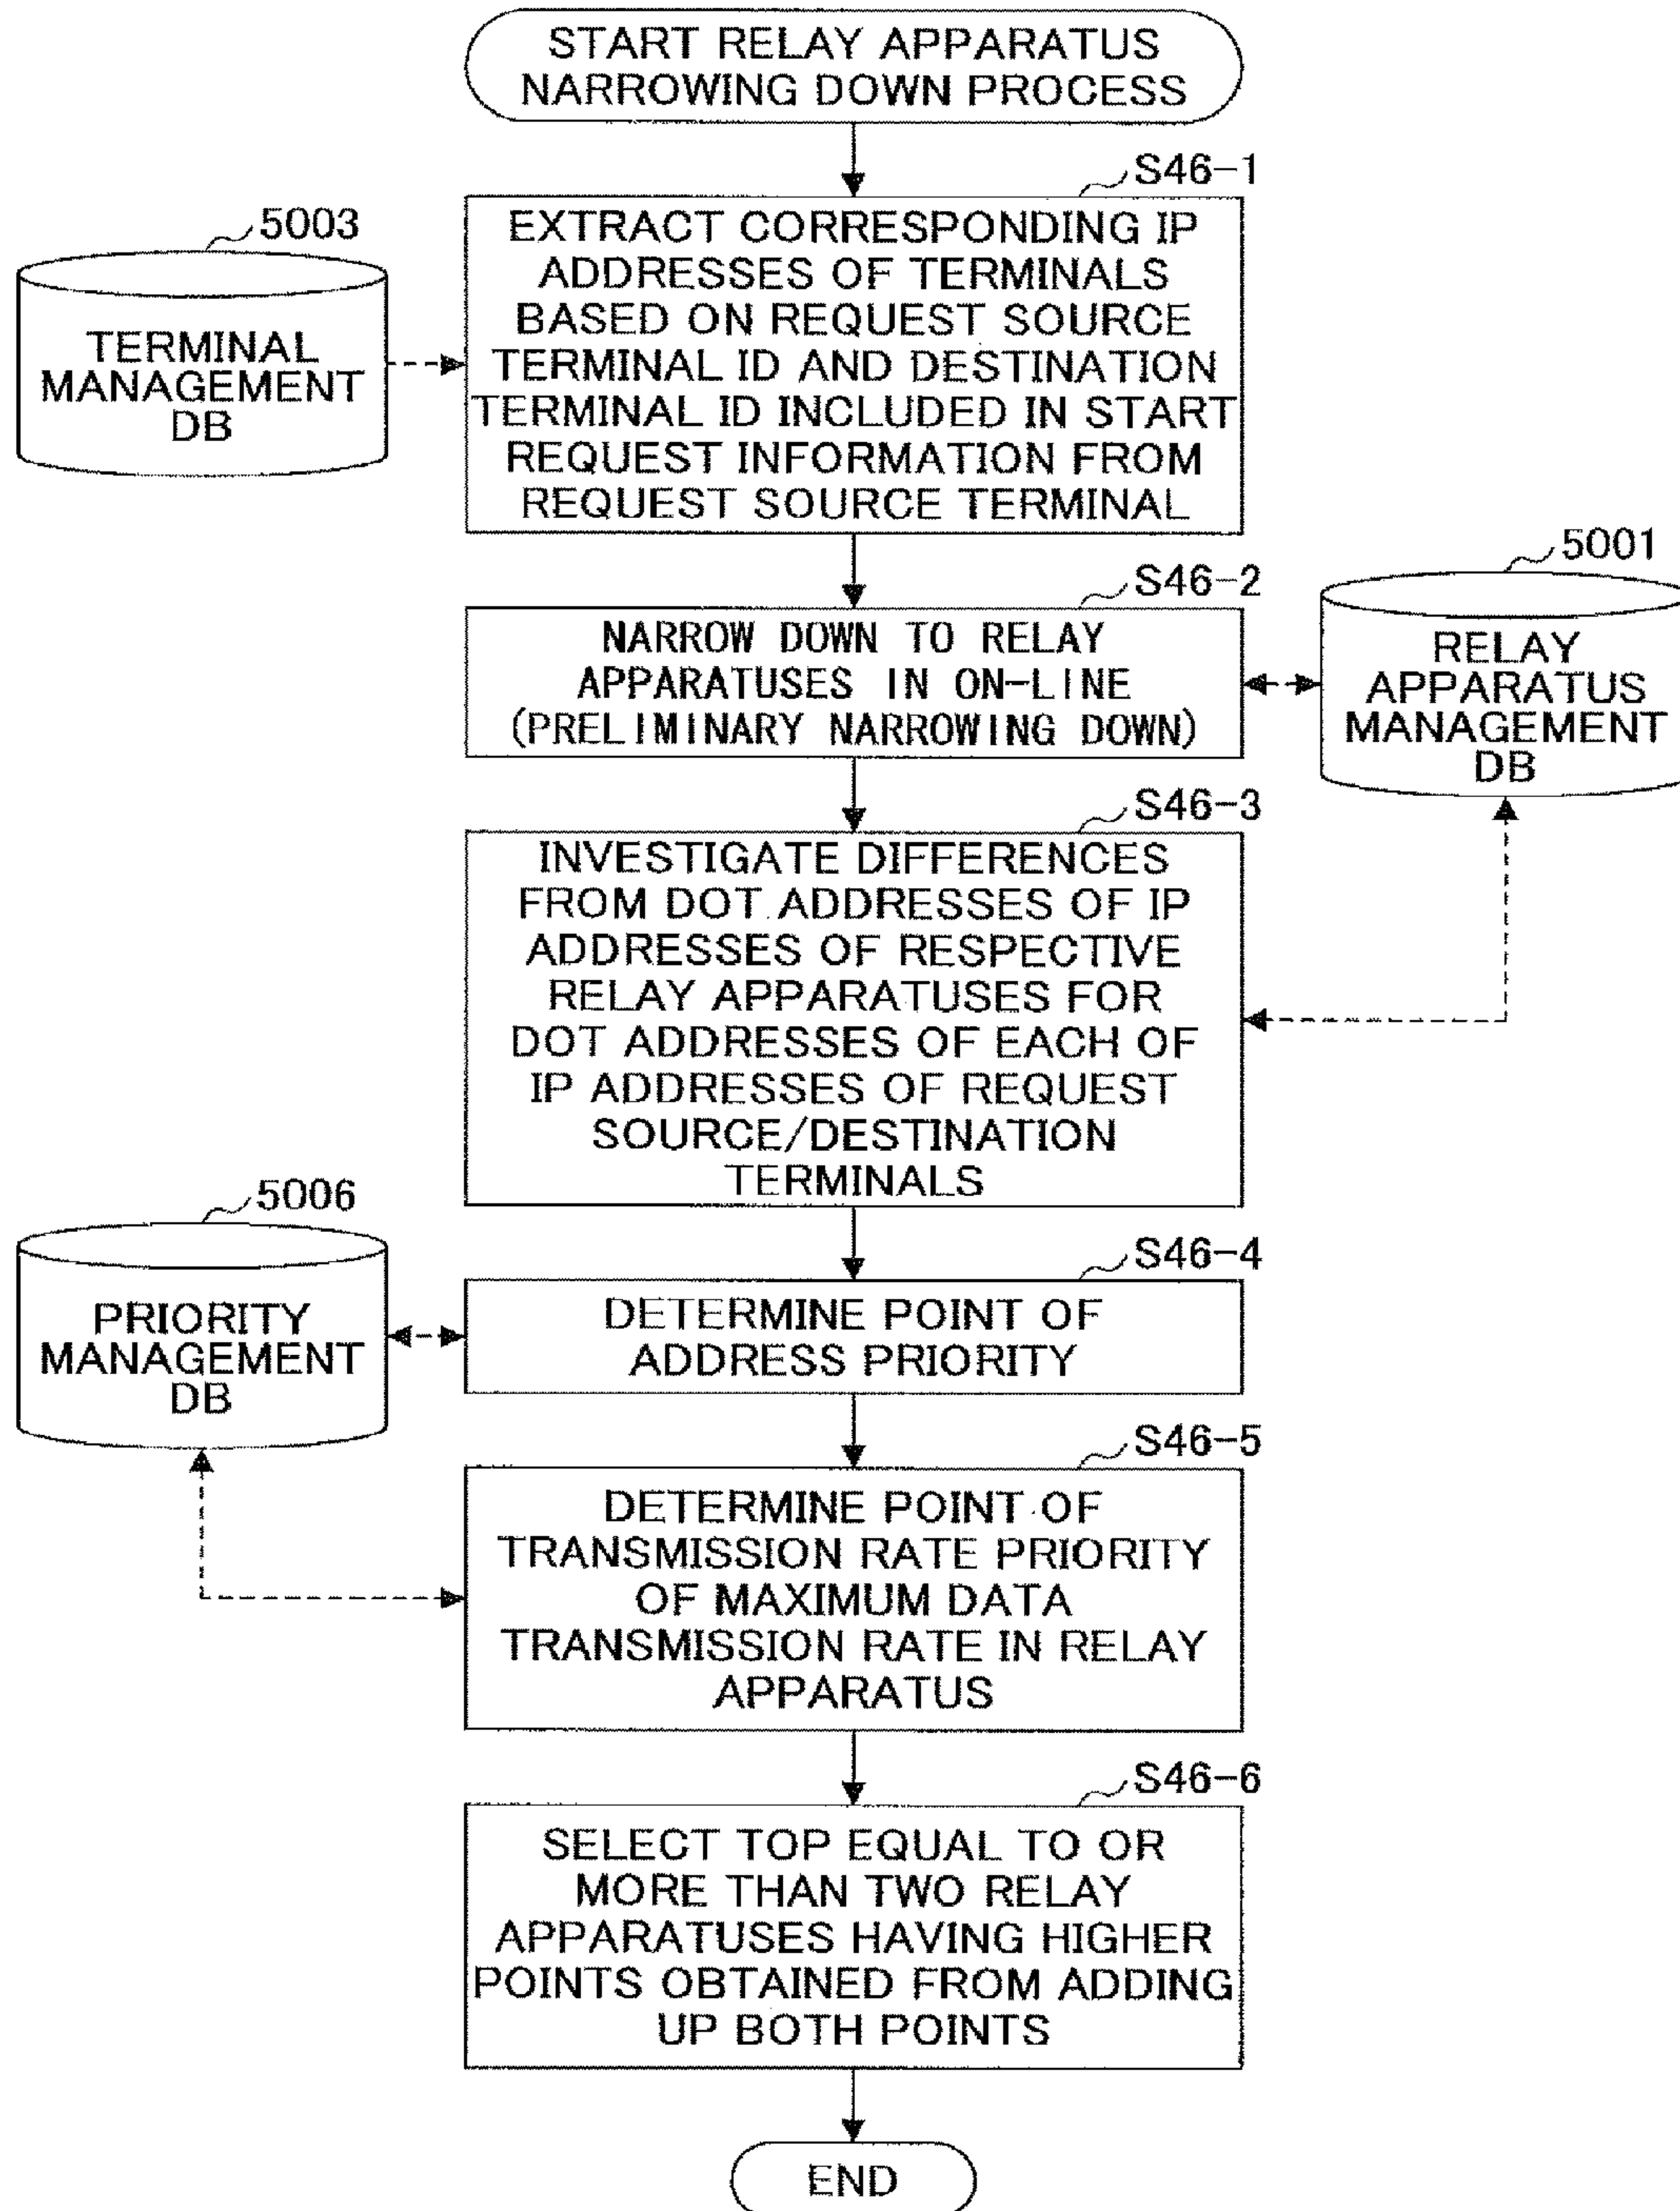 START RELAY APPARATUS
NARROWING DOWN PROCESS
S46-1
5003
EXTRACT CORRESPONDING IP
ADDRESSES OF TERMINALS
BASED ON REQUEST SOURCE
TERMINAL ID AND DESTINATION
TERMINAL ID INCLUDED IN START
REQUEST INFORMATION FROM
REQUEST SOURCE TERMINAL
TERMINAL
MANAGEMENT
DB
S46-2
5001
NARROW DOWN TO RELAY
APPARATUSES IN ON-LINE
(PRELIMINARY NARROWING DOWN)
RELAY
APPARATUS
MANAGEMENT
DB
S46-3
INVESTIGATE DIFFERENCES
FROM DOT ADDRESSES OF IP
ADDRESSES OF RESPECTIVE
RELAY APPARATUSES FOR
DOT ADDRESSES OF EACH OF
IP ADDRESSES OF REQUEST
SOURCE/DESTINATION
TERMINALS
5006
S46-4
PRIORITY
MANAGEMENT
DB
DETERMINE POINT OF
ADDRESS PRIORITY
S46-5
DETERMINE POINT OF
TRANSMISSION RATE PRIORITY
OF MAXIMUM DATA
TRANSMISSION RATE IN RELAY
APPARATUS
S46-6
SELECT TOP EQUAL TO OR
MORE THAN TWO RELAY
APPARATUSES HAVING HIGHER
POINTS OBTAINED FROM ADDING
UP BOTH POINTS
END